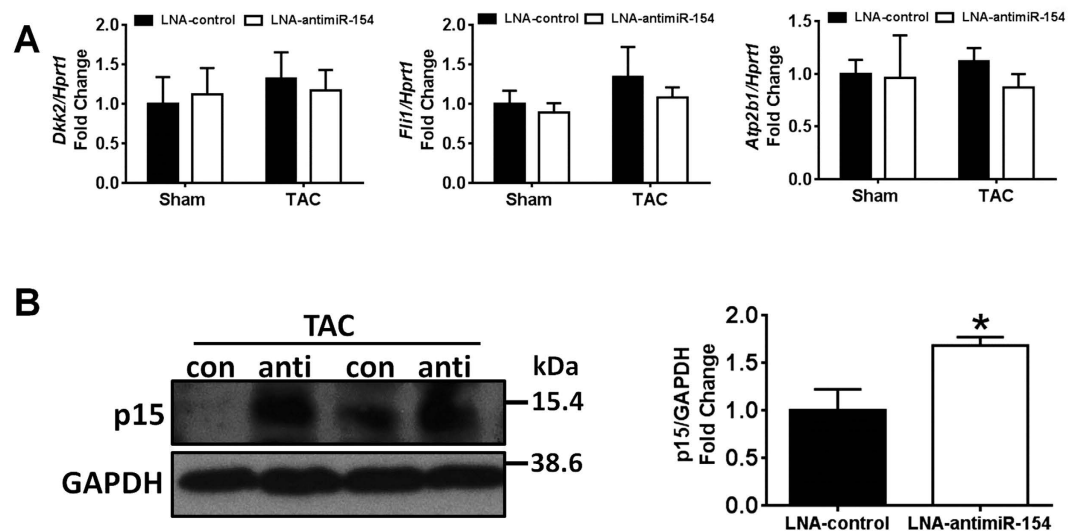 A
LNA-control LNA-antimiR-154
Dkk2/Hprt1
Fold Change
2.0
1.5
1.0
0.5
0.0
Sham TAC
LNA-control LNA-antimiR-154
Fli1/Hprt1
Fold Change
2.0
1.5
1.0
0.5
0.0
Sham TAC
LNA-control LNA-antimiR-154
Atp2b1/Hprt1
Fold Change
1.5
1.0
0.5
0.0
Sham TAC
B
TAC
con anti con anti kDa
p15 15.4
GAPDH 38.6
p15/GAPDH
Fold Change
2.0
1.5
1.0
0.5
0.0
*
LNA-control LNA-antimiR-154